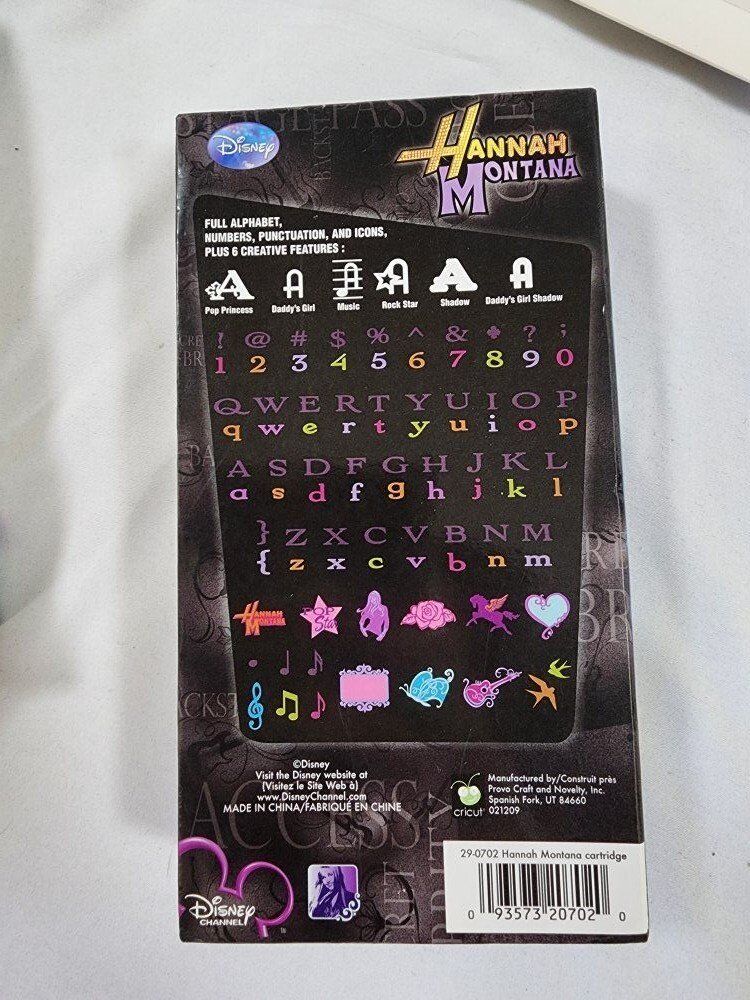 STAGE PASS
BACKST
Disney
HANNAH
MONTANA
FULL ALPHABET,
NUMBERS, PUNCTUATION, AND ICONS,
PLUS 6 CREATIVE FEATURES :
A A A A A A
Pop Princess Daddy's Girl Music Rock Star Shadow Daddy's Girl Shadow
! @ # $ % ^ & * ? ;
1 2 3 4 5 6 7 8 9 0
Q W E R T Y U I O P
q w e r t y u i o p
A S D F G H J K L
a s d f g h j k l
} Z X C V B N M
{ z x c v b n m
HANNAH
MONTANA
POP
Star
©Disney
Visit the Disney website at
(Visitez le Site Web à)
www.DisneyChannel.com
MADE IN CHINA/FABRIQUÉ EN CHINE
cricut
Manufactured by/Construit près
Provo Craft and Novelty, Inc.
Spanish Fork, UT 84660
021209
ACCESS
Disney
CHANNEL
29-0702 Hannah Montana cartridge
0 93573 20702 0